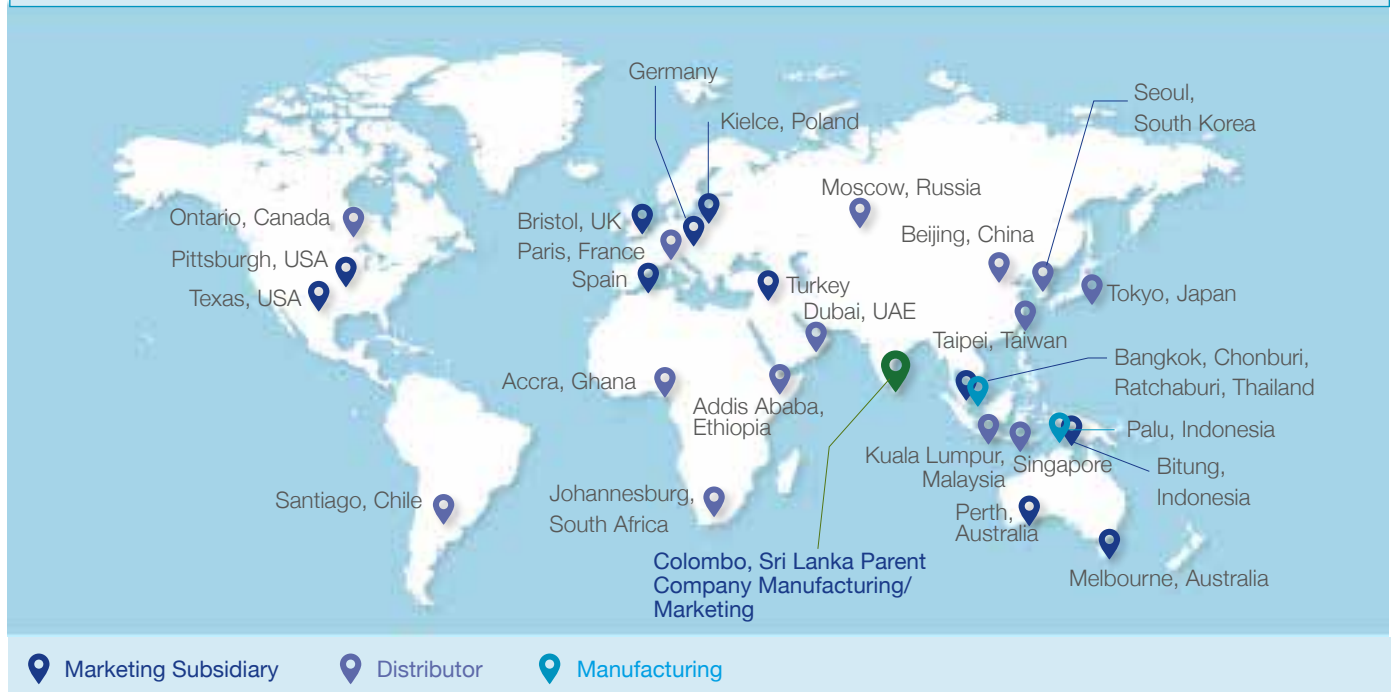 Germany
Kielce, Poland
Seoul,
South Korea
Moscow, Russia
Ontario, Canada
Bristol, UK
Beijing, China
Pittsburgh, USA
Paris, France
Texas, USA
Spain
Turkey
Tokyo, Japan
Dubai, UAE
Taipei, Taiwan
Bangkok, Chonburi,
Ratchaburi, Thailand
Accra, Ghana
Addis Ababa,
Ethiopia
Palu, Indonesia
Kuala Lumpur,
Malaysia
Singapore
Bitung,
Indonesia
Santiago, Chile
Johannesburg,
South Africa
Perth,
Australia
Colombo, Sri Lanka Parent
Company Manufacturing/
Marketing
Melbourne, Australia
Marketing Subsidiary
Distributor
Manufacturing